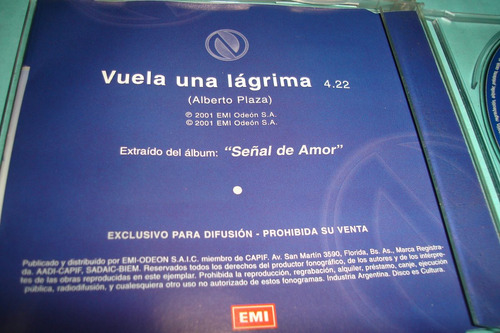 Vuela una lágrima 4.22
(Alberto Plaza)
℗ 2001 EMI Odeón S.A.
© 2001 EMI Odeón S.A.
Extraído del álbum: "Señal de Amor"
EXCLUSIVO PARA DIFUSIÓN - PROHIBIDA SU VENTA
Publicado y distribuido por EMI-ODEON S.A.I.C. miembro de CAPIF. Av. San Martín 3590, Florida, Bs. As., Marca Registra-
da. AADI-CAPIF, SADAIC-BIEM. Reservados todos los derechos del productor fonográfico, de los autores y de los intérpre-
tes de las obras reproducidas en este ejemplar. Prohibida la reproducción, regrabación, alquiler, préstamo, canje, ejecución
pública, radiodifusión, y cualesquiera otro uso no autorizado de estos fonogramas. Industria Argentina. Disco es Cultura.
EMI